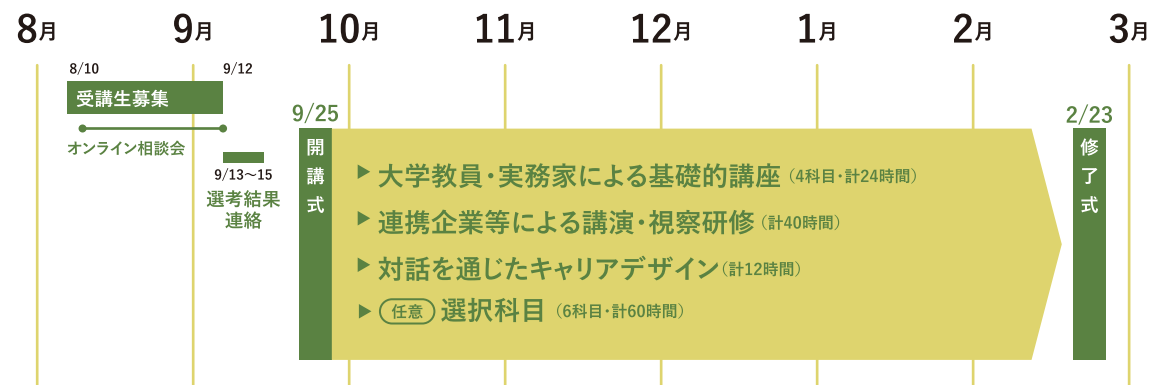 8月 9月 10月 11月 12月 1月 2月 3月
8/10 9/12
受講生募集
オンライン相談会
9/13〜15
選考結果
連絡
9/25
開講式
▶大学教員・実務家による基礎的講座（4科目・計24時間）
▶連携企業等による講演・視察研修（計40時間）
▶対話を通じたキャリアデザイン（計12時間）
▶任意 選択科目（6科目・計60時間）
2/23
修了式